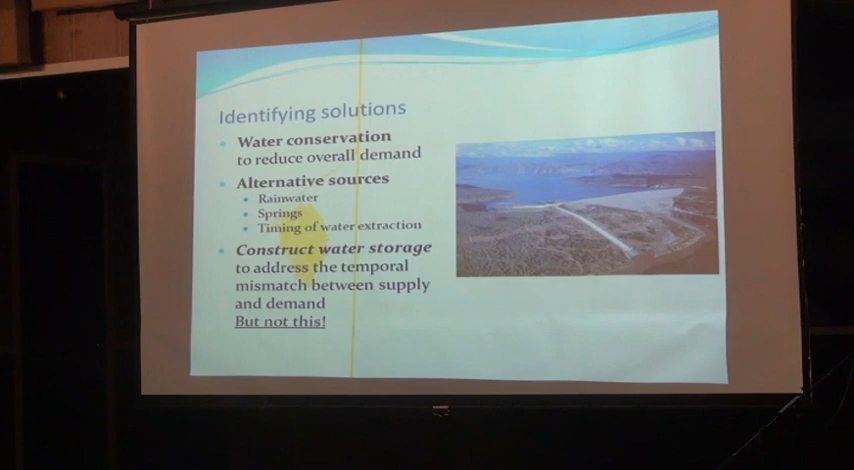 Identifying solutions
Water conservation
to reduce overall demand
Alternative sources
Rainwater
Springs
Timing of water extraction
Construct water storage
to address the temporal
mismatch between supply
and demand
But not this!